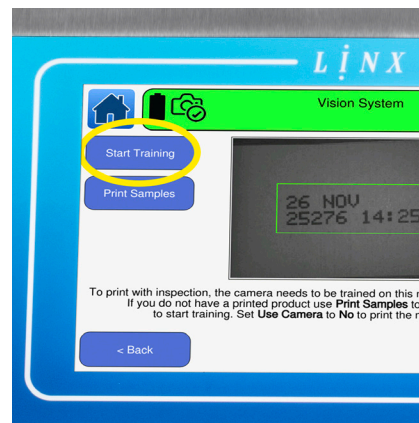 LINX
Vision System
Start Training
Print Samples
26 NOV
25276 14:25
To print with inspection, the camera needs to be trained on this
If you do not have a printed product use Print Samples to
to start training. Set Use Camera to No to print the
< Back